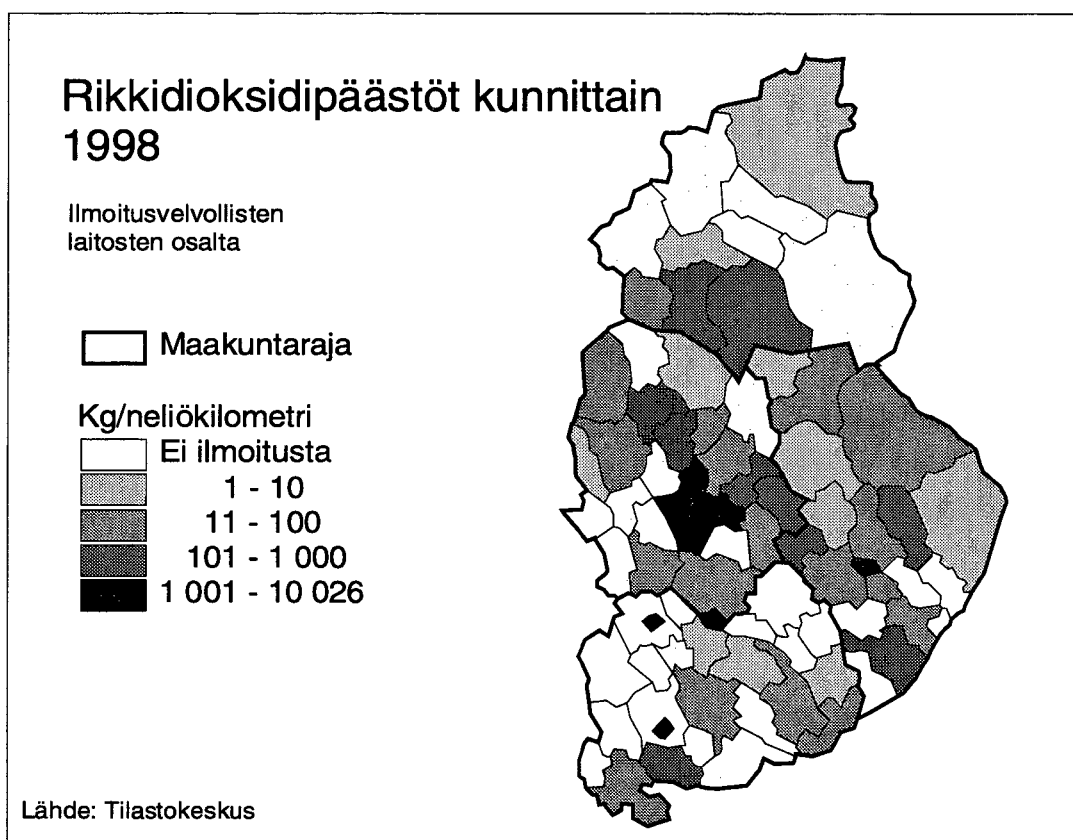 Rikkidioksidipäästöt kunnittain
1998
Ilmoitusvelvollisten
laitosten osalta
Maakuntaraja
Kg/neliökilometri
Ei ilmoitusta
1 - 10
11 - 100
101 - 1 000
1 001 - 10 026
Lähde: Tilastokeskus